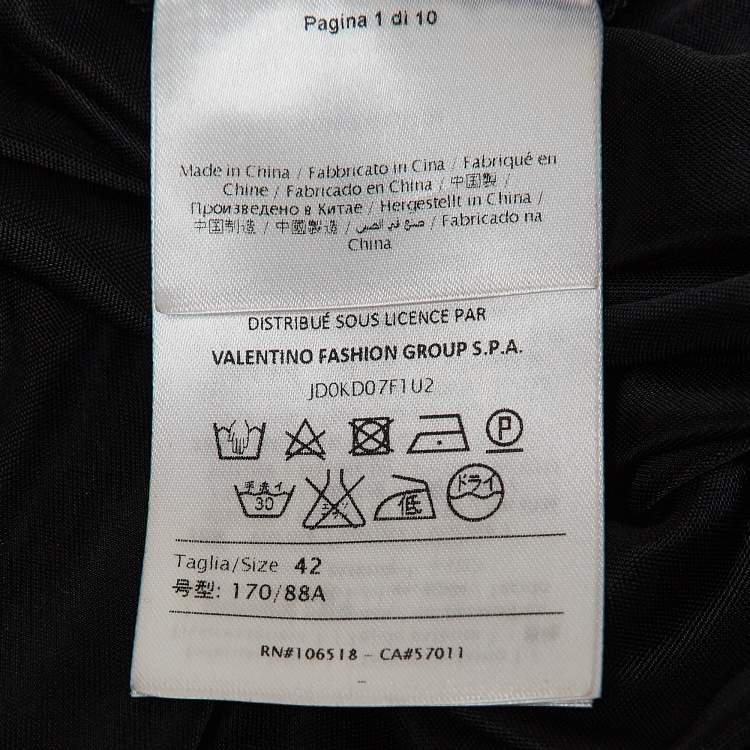 Pagina 1 di 10
Made in China / Fabbricato in Cina / Fabriqué en
Chine / Fabricado en China / 中国製 /
Произведено в Китае / Hergestellt in China /
中国制造 / 中國製造 / صنع في الصين / Fabricado na
China
DISTRIBUÉ SOUS LICENCE PAR
VALENTINO FASHION GROUP S.P.A.
JD0KD07F1U2
P
手洗イ 30 低 ドライ
Taglia/Size 42
号型: 170/88A
RN#106518 - CA#57011